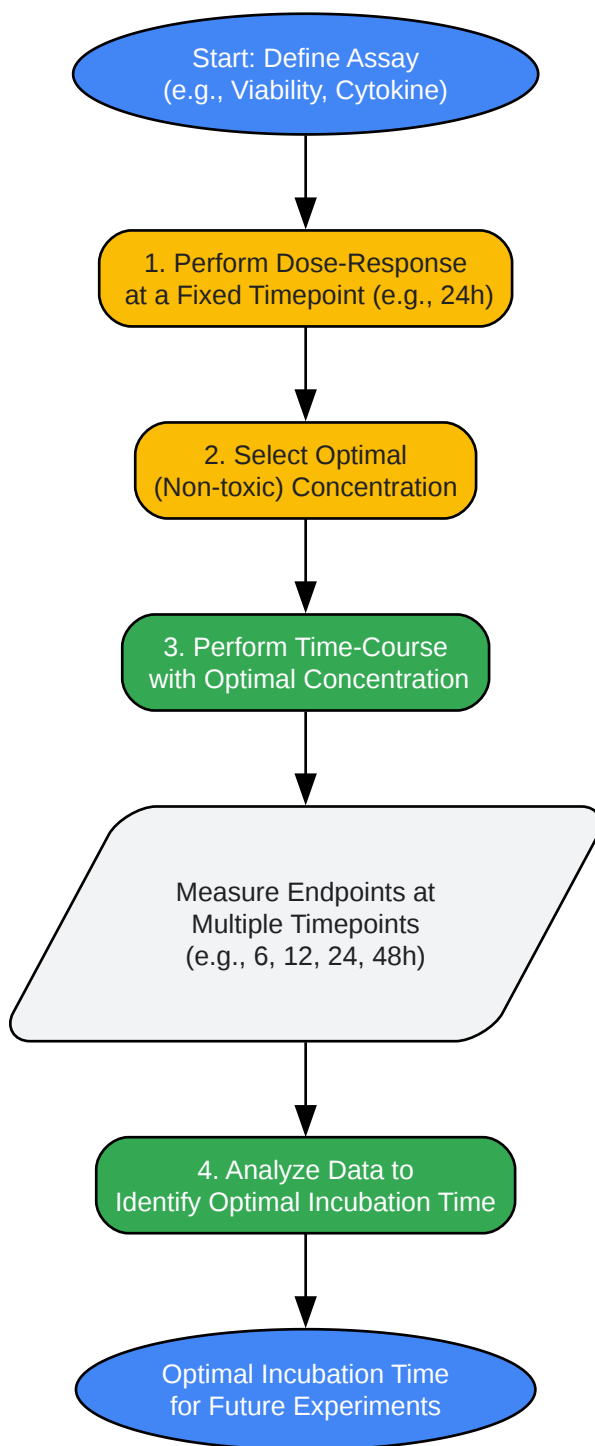 Start: Define Assay
(e.g., Viability, Cytokine)
1. Perform Dose-Response
at a Fixed Timepoint (e.g., 24h)
2. Select Optimal
(Non-toxic) Concentration
3. Perform Time-Course
with Optimal Concentration
Measure Endpoints at
Multiple Timepoints
(e.g., 6, 12, 24, 48h)
4. Analyze Data to
Identify Optimal Incubation Time
Optimal Incubation Time
for Future Experiments